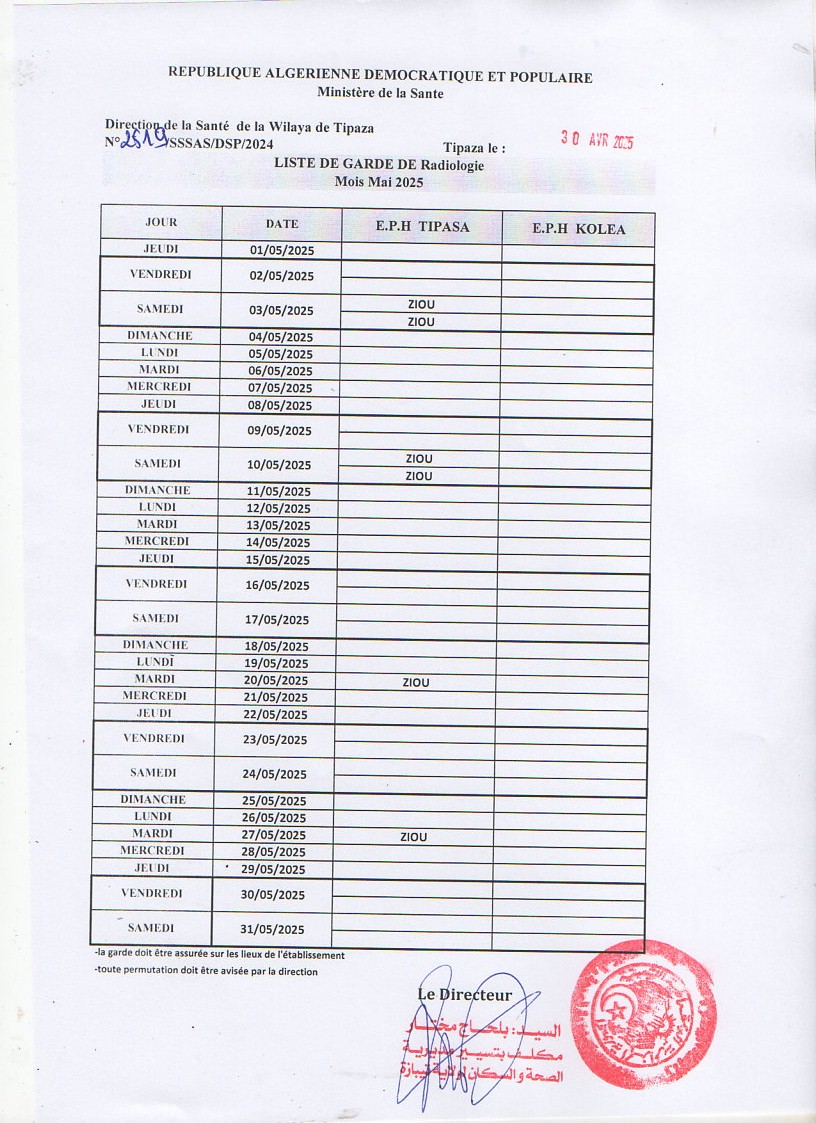 REPUBLIQUE ALGERIENNE DEMOCRATIQUE ET POPULAIRE
Ministère de la Sante
Direction de la Santé de la Wilaya de Tipaza
N°2519/SSSAS/DSP/2024
Tipaza le : 30 AVR 2025
LISTE DE GARDE DE Radiologie
Mois Mai 2025
JOUR DATE E.P.H TIPASA E.P.H KOLEA
JEUDI 01/05/2025
VENDREDI 02/05/2025
SAMEDI 03/05/2025 ZIOU
ZIOU
DIMANCHE 04/05/2025
LUNDI 05/05/2025
MARDI 06/05/2025
MERCREDI 07/05/2025
JEUDI 08/05/2025
VENDREDI 09/05/2025
SAMEDI 10/05/2025 ZIOU
ZIOU
DIMANCHE 11/05/2025
LUNDI 12/05/2025
MARDI 13/05/2025
MERCREDI 14/05/2025
JEUDI 15/05/2025
VENDREDI 16/05/2025
SAMEDI 17/05/2025
DIMANCHE 18/05/2025
LUNDI 19/05/2025
MARDI 20/05/2025 ZIOU
MERCREDI 21/05/2025
JEUDI 22/05/2025
VENDREDI 23/05/2025
SAMEDI 24/05/2025
DIMANCHE 25/05/2025
LUNDI 26/05/2025
MARDI 27/05/2025 ZIOU
MERCREDI 28/05/2025
JEUDI 29/05/2025
VENDREDI 30/05/2025
SAMEDI 31/05/2025
-la garde doit être assurée sur les lieux de l'établissement
-toute permutation doit être avisée par la direction
Le Directeur
السيد: بلحاج مختار
مكلف بتسيير مديرية
الصحة والسكان لولاية تيبازة